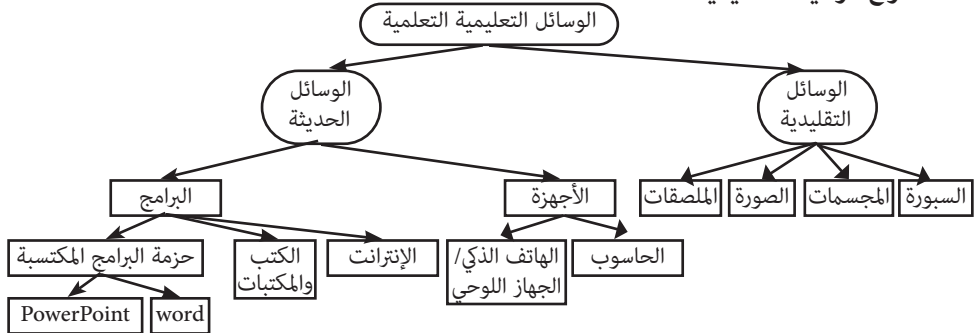 الوسائل التعليمية التعلمية
الوسائل
التقليدية
الوسائل
الحديثة
السبورة
المجسمات
الصورة
الملصقات
الأجهزة
البرامج
الحاسوب
الهاتف الذكي/
الجهاز اللوحي
الإنترانت
الكتب
والمكتبات
حزمة البرامج المكتسبة
word
PowerPoint